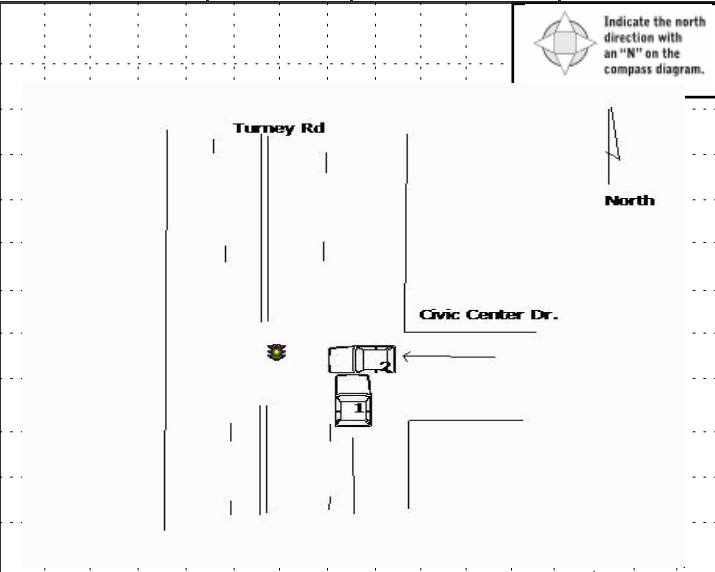 Indicate the north
direction with
an "N" on the
compass diagram.
Turney Rd
North
Civic Center Dr.
2
1